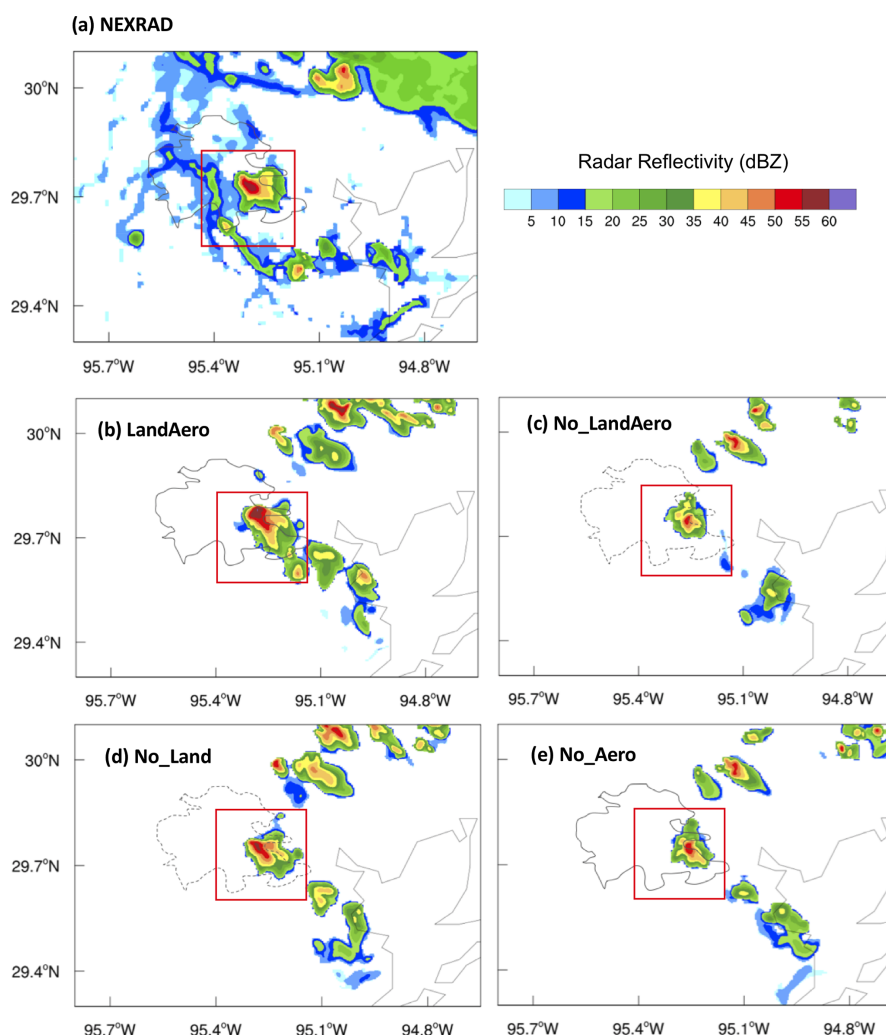 (a) NEXRAD
30°N
29.7°N
29.4°N
95.7°W 95.4°W 95.1°W 94.8°W
Radar Reflectivity (dBZ)
5 10 15 20 25 30 35 40 45 50 55 60
(b) LandAero
30°N
29.7°N
29.4°N
95.7°W 95.4°W 95.1°W 94.8°W
(c) No_LandAero
95.7°W 95.4°W 95.1°W 94.8°W
(d) No_Land
30°N
29.7°N
29.4°N
95.7°W 95.4°W 95.1°W 94.8°W
(e) No_Aero
95.7°W 95.4°W 95.1°W 94.8°W